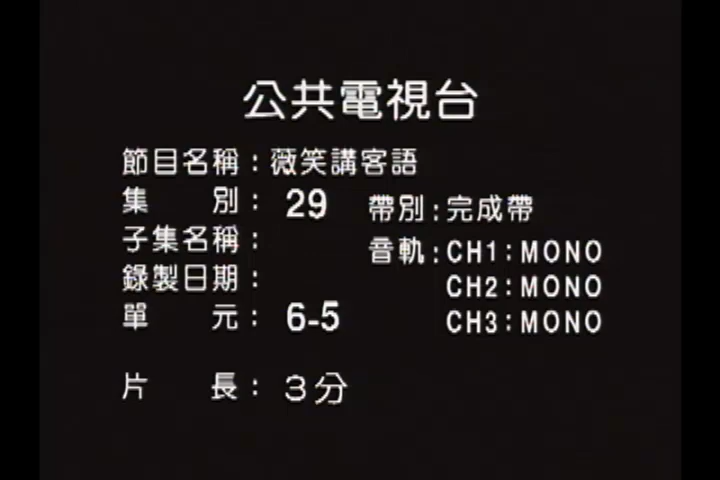 公共電視台
節目名稱：薇笑講客語
集　　別：29　帶別：完成帶
子集名稱：
音軌：CH1：MONO
錄製日期：
CH2：MONO
單　　元：6-5
CH3：MONO
片　　長：3分